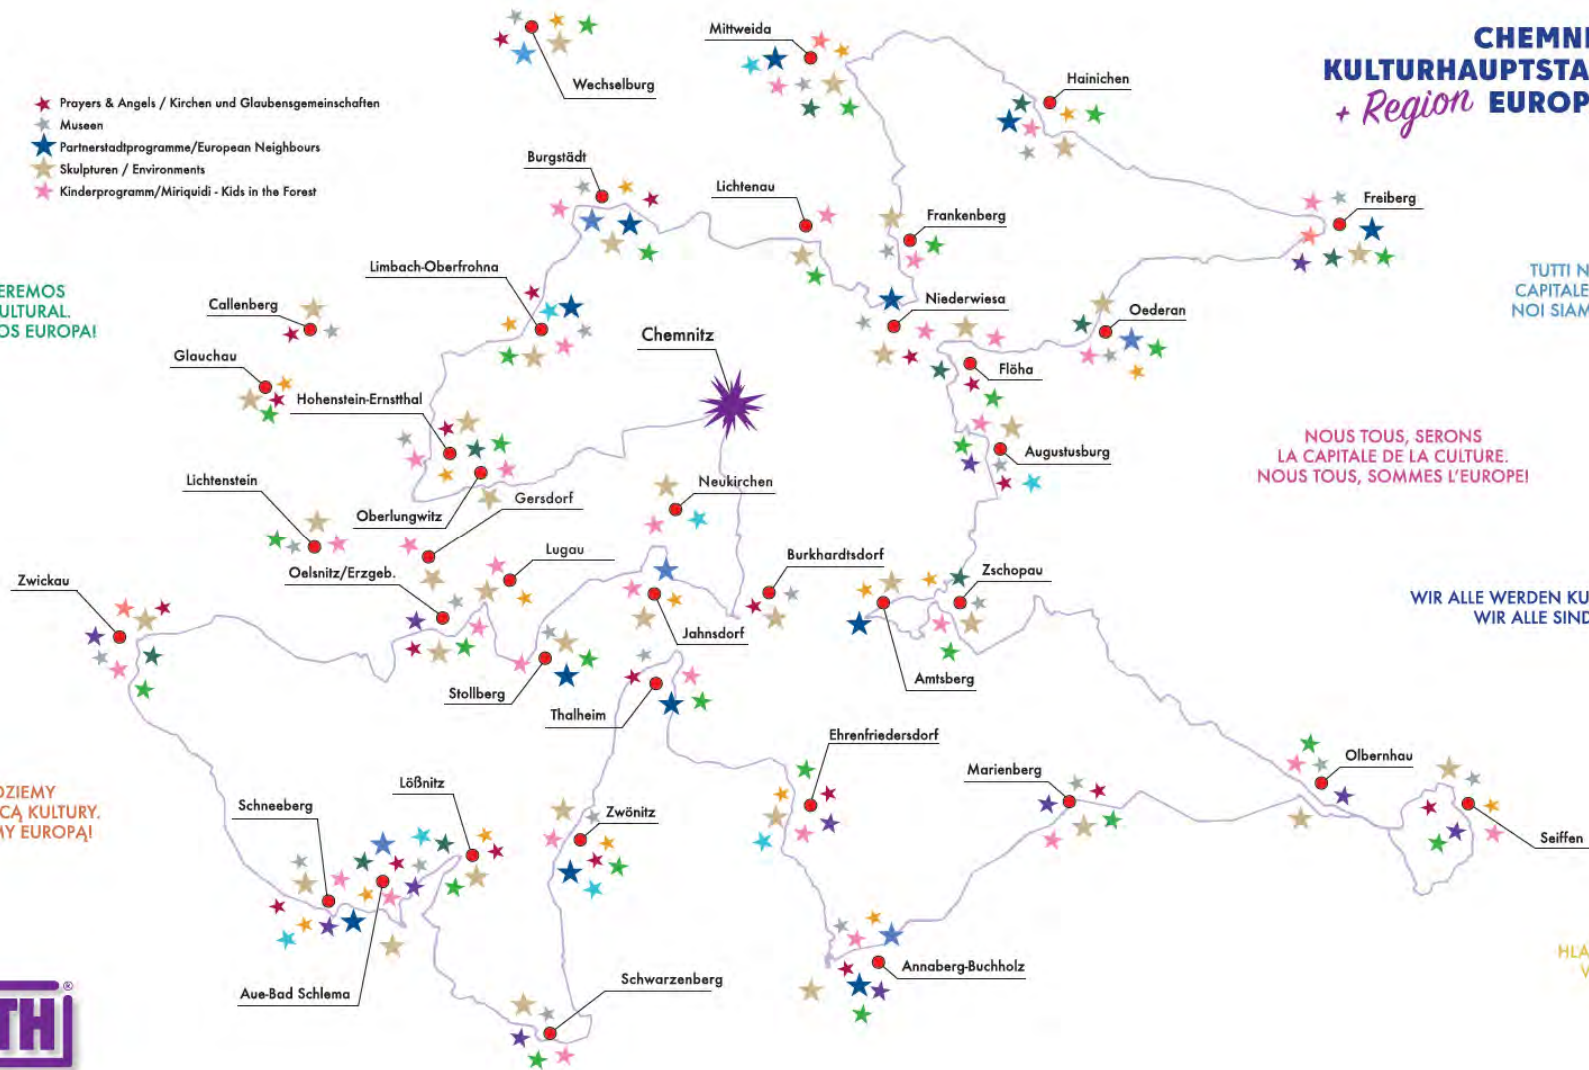 CHEMNI
KULTURHAUPTSTA
+ Region EUROP
Prayers & Angels / Kirchen und Glaubensgemeinschaften
Museen
Partnerstadtprogramme/European Neighbours
Skulpturen / Environments
Kinderprogramm/Miriquidi - Kids in the Forest
Wechselburg
Mittweida
Hainichen
Burgstädt
Lichtenau
Frankenberg
Freiberg
Limbach-Oberfrohna
EREMOS
ULTURAL.
OS EUROPA!
Callenberg
Niederwiesa
Oederan
TUTTI N
CAPITALE
NOI SIAM
Chemnitz
Glauchau
Flöha
Hohenstein-Ernstthal
NOUS TOUS, SERONS
LA CAPITALE DE LA CULTURE.
NOUS TOUS, SOMMES L'EUROPE!
Augustusburg
Lichtenstein
Neukirchen
Gersdorf
Oberlungwitz
Lugau
Burkhardtsdorf
Oelsnitz/Erzgeb.
Zschopau
Zwickau
WIR ALLE WERDEN KU
WIR ALLE SIND
Jahnsdorf
Amtsberg
Stollberg
Thalheim
Ehrenfriedersdorf
Olbernhau
Marienberg
DZIEMY
CĄ KULTURY.
MY EUROPĄ!
Lößnitz
Schneeberg
Zwönitz
Seiffen
HLA
V
Annaberg-Buchholz
Schwarzenberg
Aue-Bad Schlema
TH®